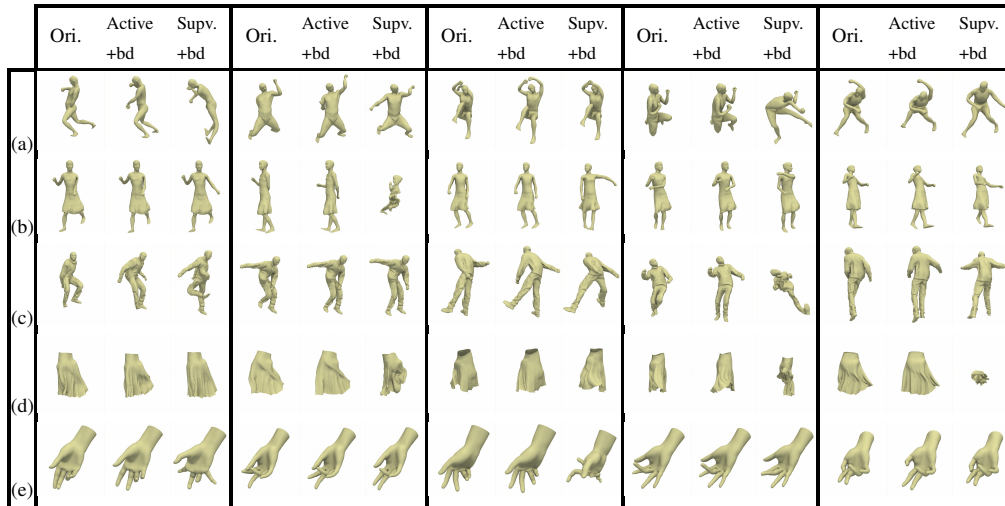 Ori. Active +bd Supv. +bd Ori. Active +bd Supv. +bd Ori. Active +bd Supv. +bd Ori. Active +bd Supv. +bd Ori. Active +bd Supv. +bd
(a)
(b)
(c)
(d)
(e)